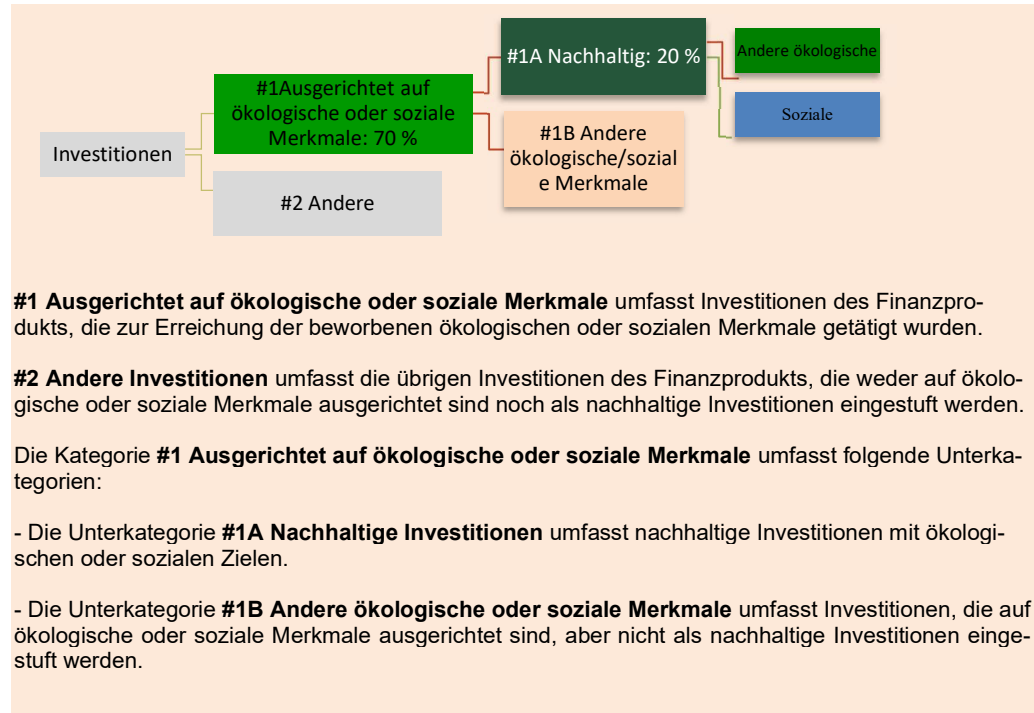 Investitionen
#1Ausgerichtet auf
ökologische oder soziale
Merkmale: 70 %
#2 Andere
#1A Nachhaltig: 20 %
#1B Andere
ökologische/sozial
e Merkmale
Andere ökologische
Soziale
#1 Ausgerichtet auf ökologische oder soziale Merkmale umfasst Investitionen des Finanzpro-
dukts, die zur Erreichung der beworbenen ökologischen oder sozialen Merkmale getätigt wurden.
#2 Andere Investitionen umfasst die übrigen Investitionen des Finanzprodukts, die weder auf ökolo-
gische oder soziale Merkmale ausgerichtet sind noch als nachhaltige Investitionen eingestuft werden.
Die Kategorie #1 Ausgerichtet auf ökologische oder soziale Merkmale umfasst folgende Unterka-
tegorien:
- Die Unterkategorie #1A Nachhaltige Investitionen umfasst nachhaltige Investitionen mit ökologi-
schen oder sozialen Zielen.
- Die Unterkategorie #1B Andere ökologische oder soziale Merkmale umfasst Investitionen, die auf
ökologische oder soziale Merkmale ausgerichtet sind, aber nicht als nachhaltige Investitionen einge-
stuft werden.